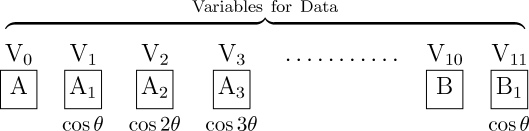 Variables for Data
V₀ V₁ V₂ V₃ ........... V₁₀ V₁₁
A A₁ A₂ A₃ B B₁
cos θ cos 2θ cos 3θ cos θ